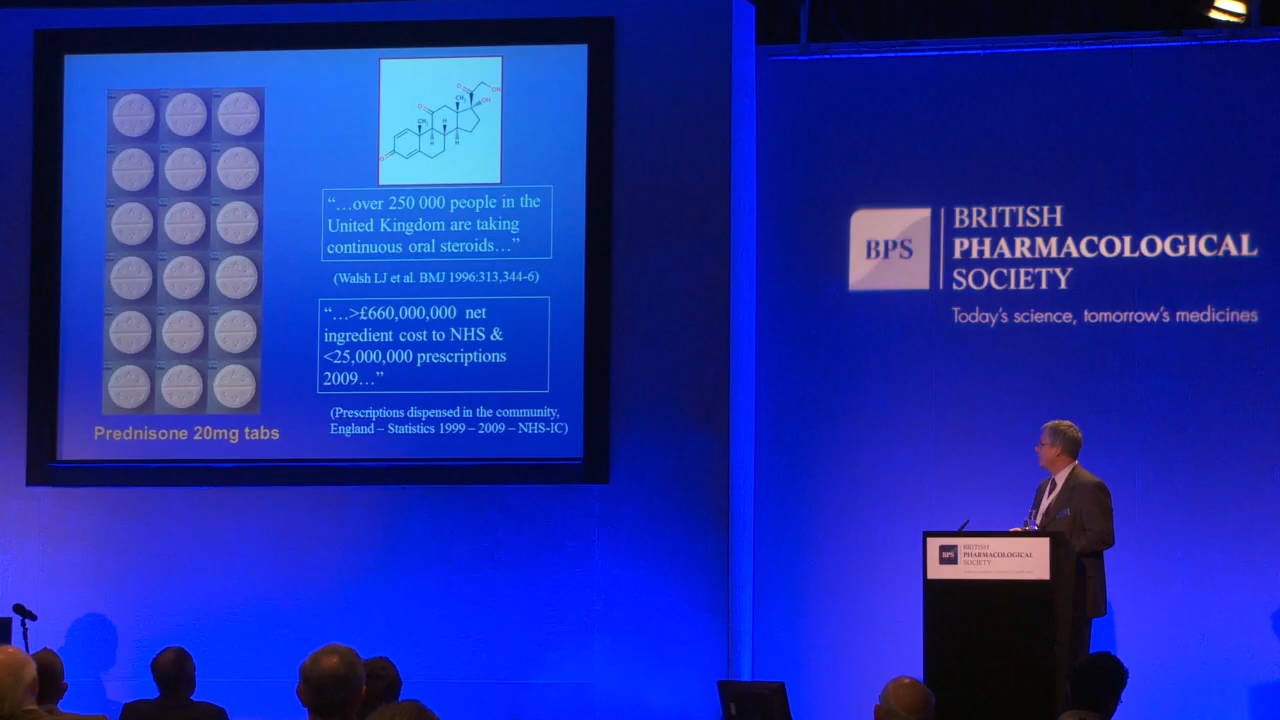 “…over 250 000 people in the
United Kingdom are taking
continuous oral steroids…”
(Walsh LJ et al. BMJ 1996:313,344-6)
“…>£660,000,000 net
ingredient cost to NHS &
<25,000,000 prescriptions
2009…”
(Prescriptions dispensed in the community,
England – Statistics 1999 – 2009 – NHS-IC)
Prednisone 20mg tabs
BPS
BRITISH
PHARMACOLOGICAL
SOCIETY
Today's science, tomorrow's medicines
BPS
BRITISH
PHARMACOLOGICAL
SOCIETY